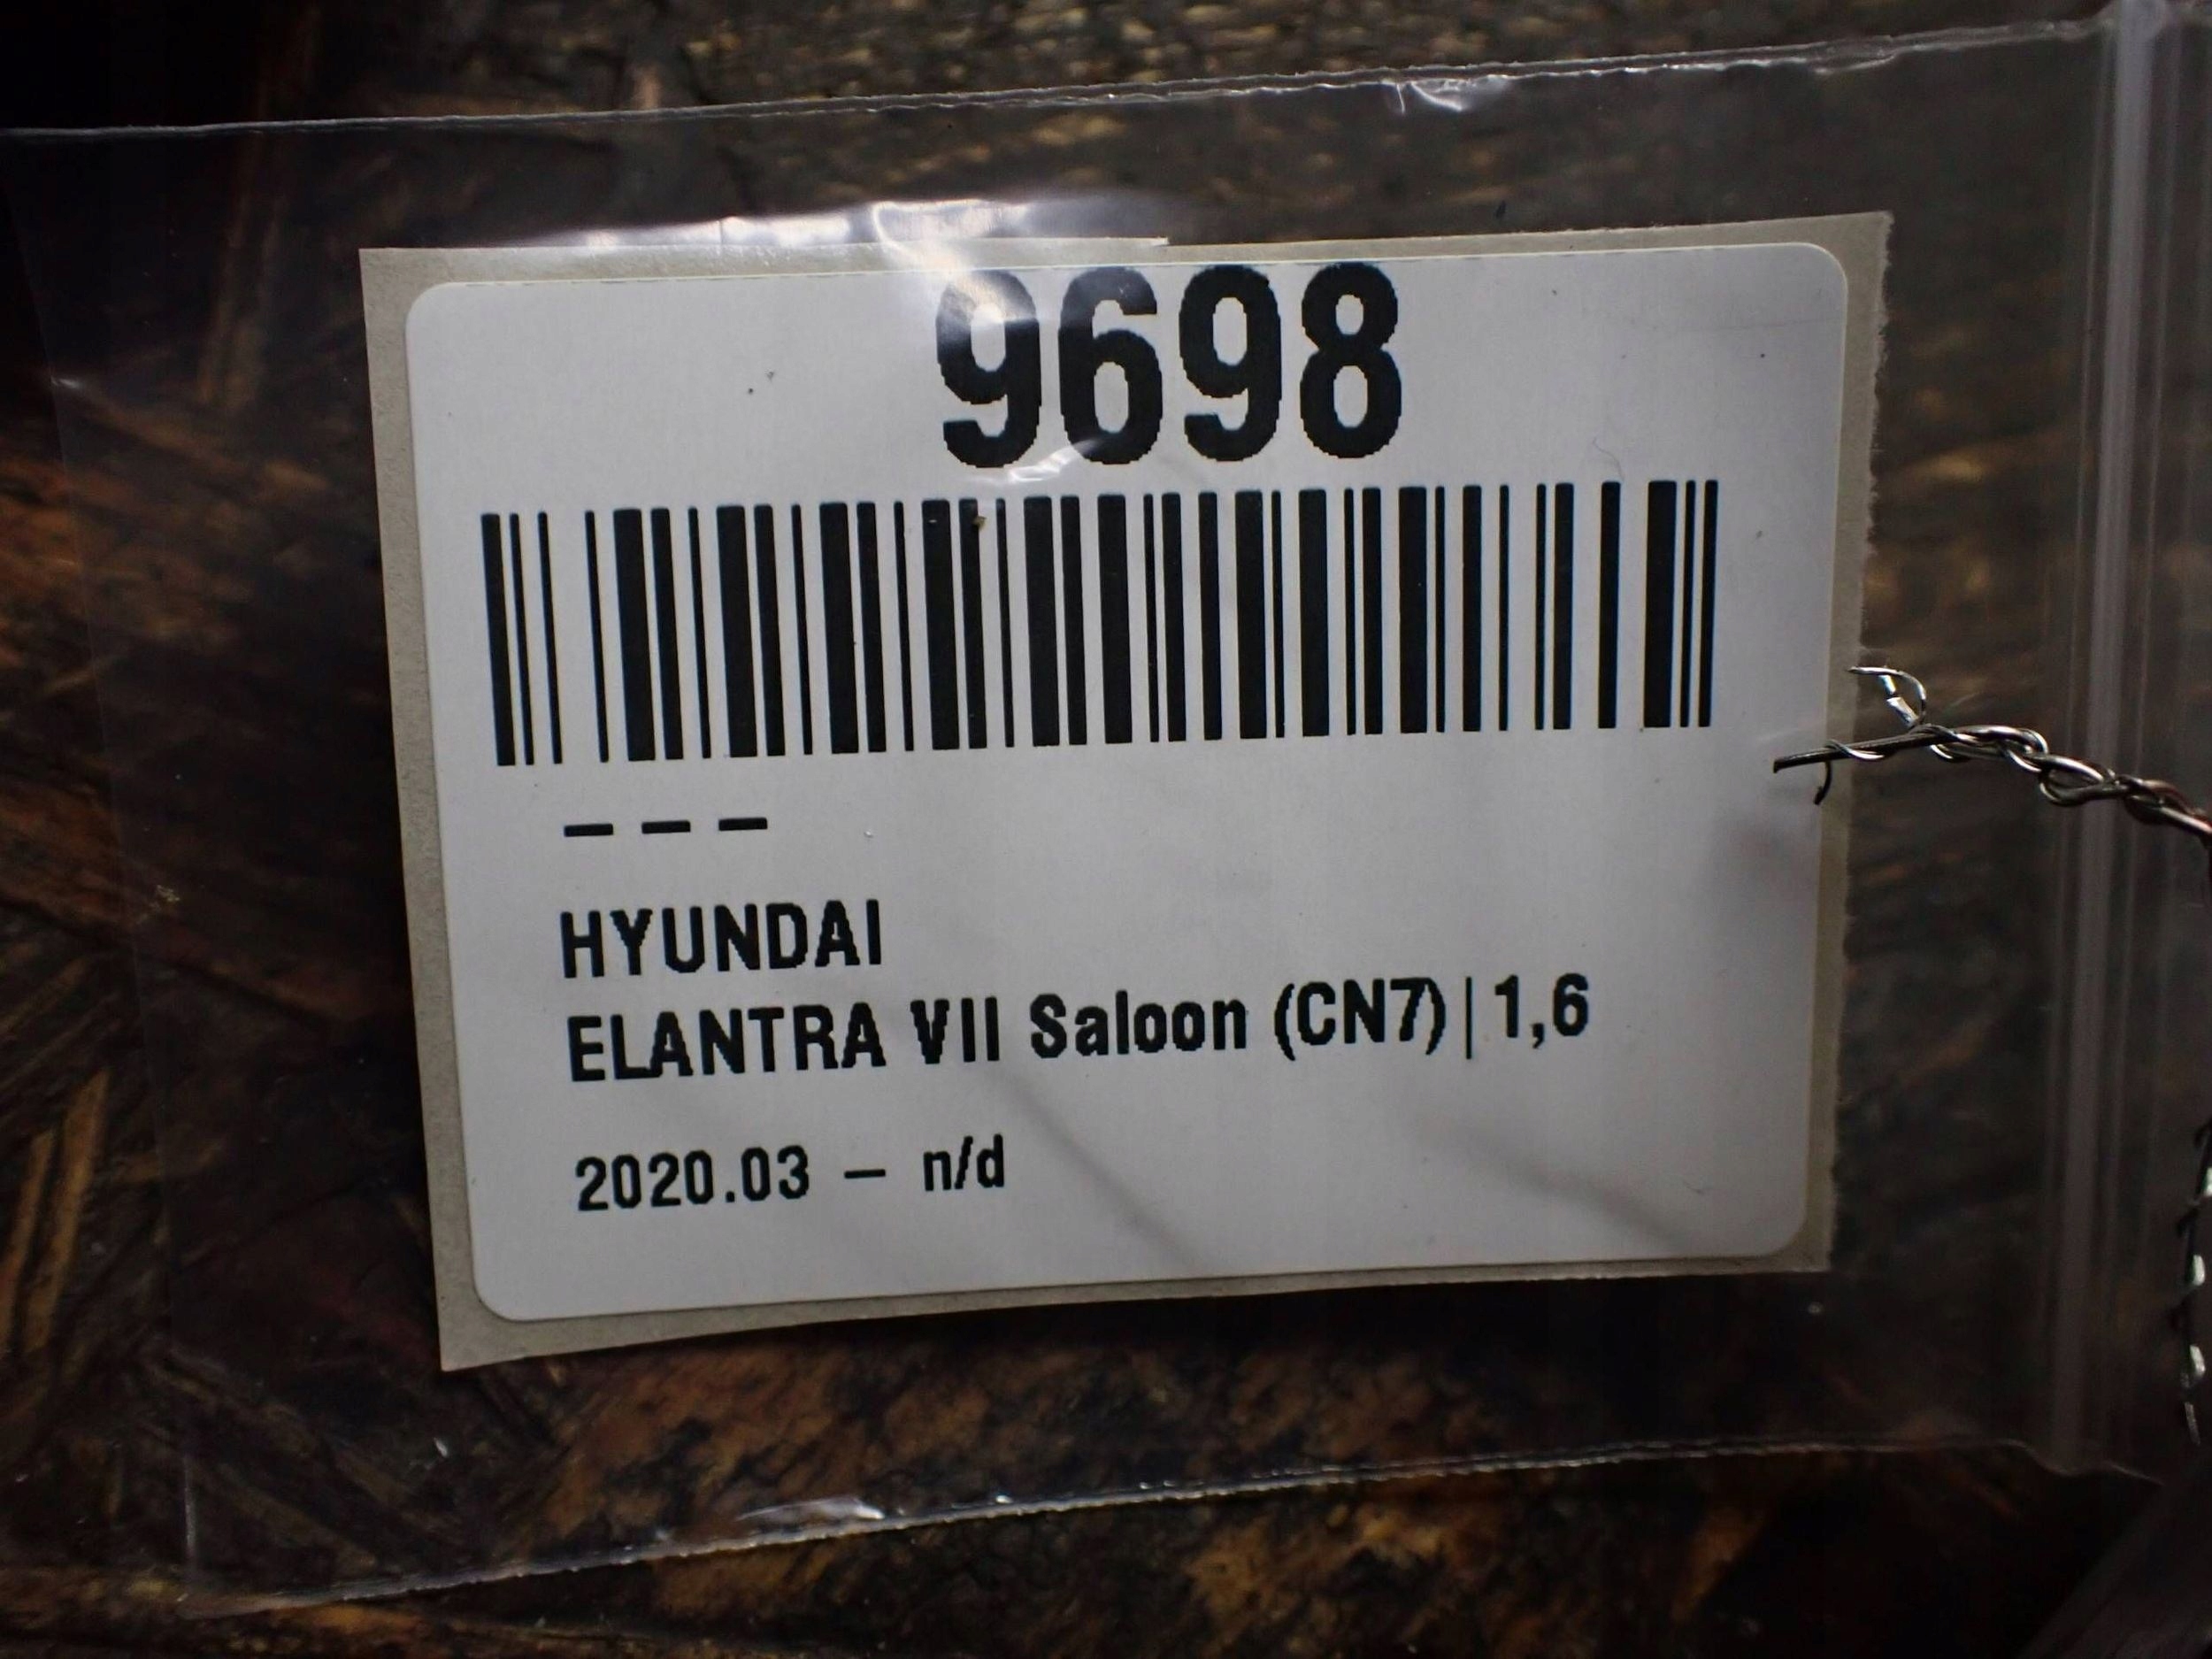 9698
– – –
HYUNDAI
ELANTRA VII Saloon (CN7)|1,6
2020.03 – n/d